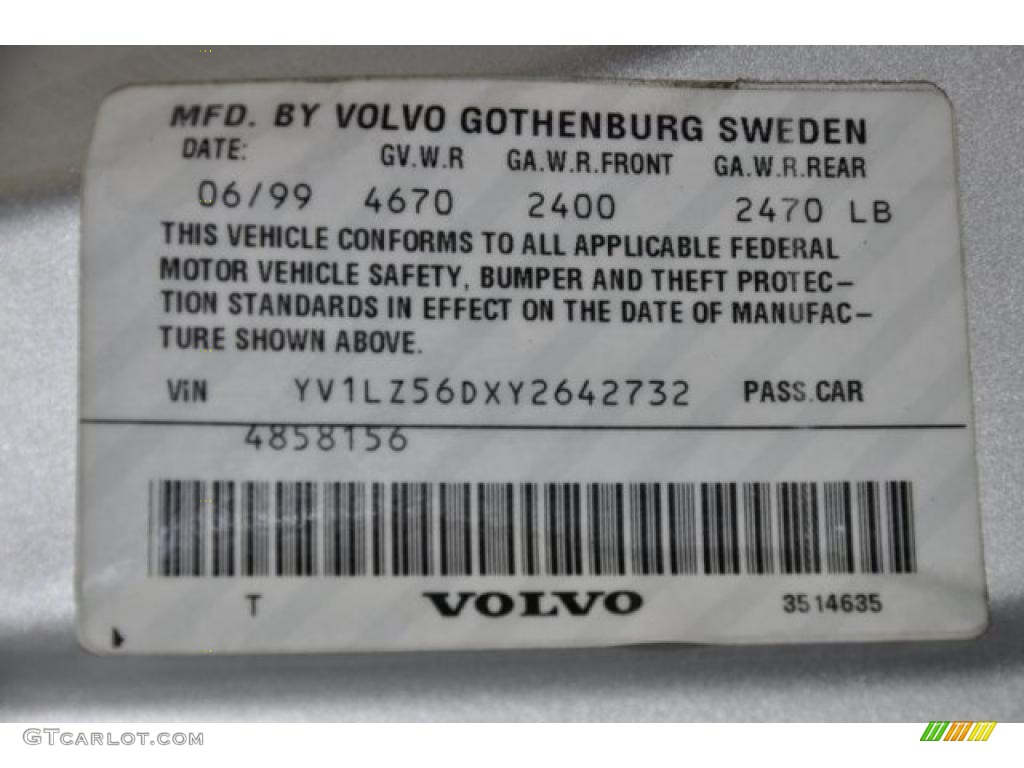 MFD. BY VOLVO GOTHENBURG SWEDEN
DATE: GV.W.R GA.W.R.FRONT GA.W.R.REAR
06/99 4670 2400 2470 LB
THIS VEHICLE CONFORMS TO ALL APPLICABLE FEDERAL
MOTOR VEHICLE SAFETY, BUMPER AND THEFT PROTEC-
TION STANDARDS IN EFFECT ON THE DATE OF MANUFAC-
TURE SHOWN ABOVE.
ViN YV1LZ56DXY2642732 PASS.CAR
4858156
T VOLVO 3514635
GTCARLOT.COM